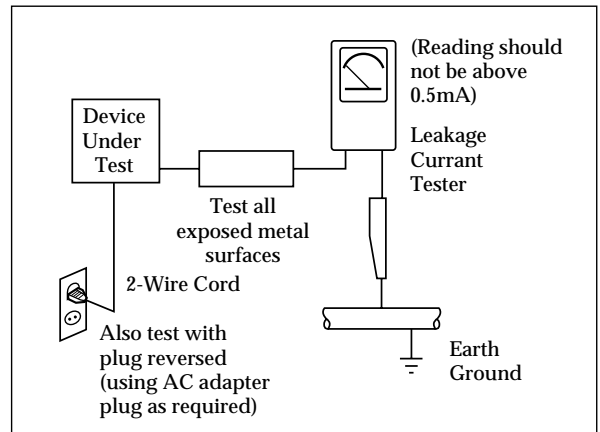 (Reading should
not be above
0.5mA)
Leakage
Currant
Tester
Device
Under
Test
Test all
exposed metal
surfaces
2-Wire Cord
Also test with
plug reversed
(using AC adapter
plug as required)
Earth
Ground